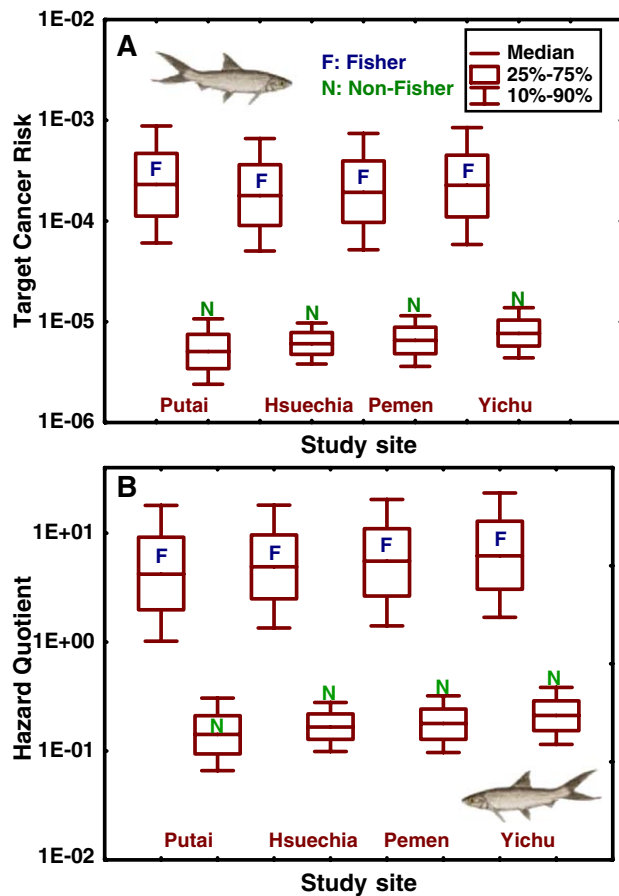 A
F: Fisher
N: Non-Fisher
Median
25%-75%
10%-90%
Target Cancer Risk
1E-02
1E-03
1E-04
1E-05
1E-06
F
F
F
F
N
N
N
N
Putai
Hsuechia
Pemen
Yichu
Study site
B
Hazard Quotient
1E+01
1E+00
1E-01
1E-02
F
F
F
F
N
N
N
N
Putai
Hsuechia
Pemen
Yichu
Study site